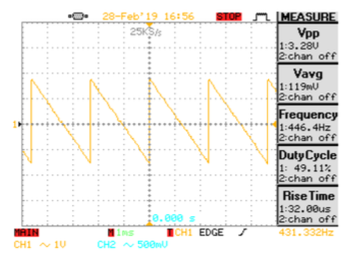 28-Feb'19 16:56 STOP MEASURE
25KS/s
Vpp
1:3.28V
2:chan off
Vavg
1:119mV
2:chan off
Frequency
1:446.4Hz
2:chan off
DutyCycle
1: 49.11%
2:chan off
RiseTime
1:32.00us
2:chan off
1
0.000 s
MAIN M 1ms T CH1 EDGE 431.332Hz
CH1 ~ 1V CH2 ~ 500mV